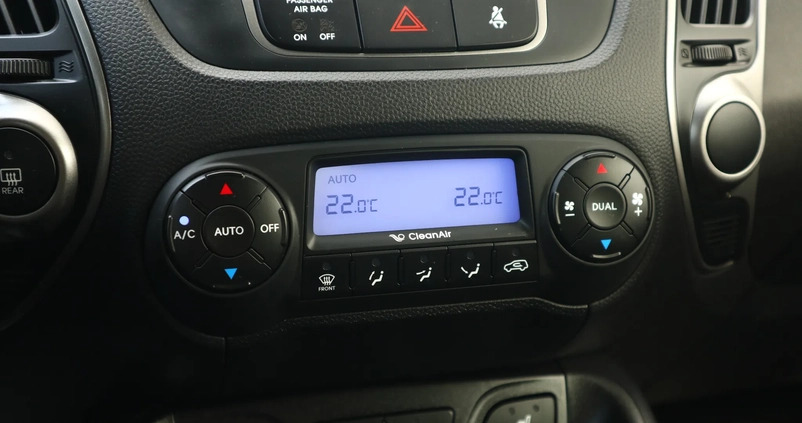 PASSENGER
AIR BAG
ON OFF
REAR
AUTO
22.0°C 22.0°C
CleanAir
A/C AUTO OFF
DUAL
- +
FRONT